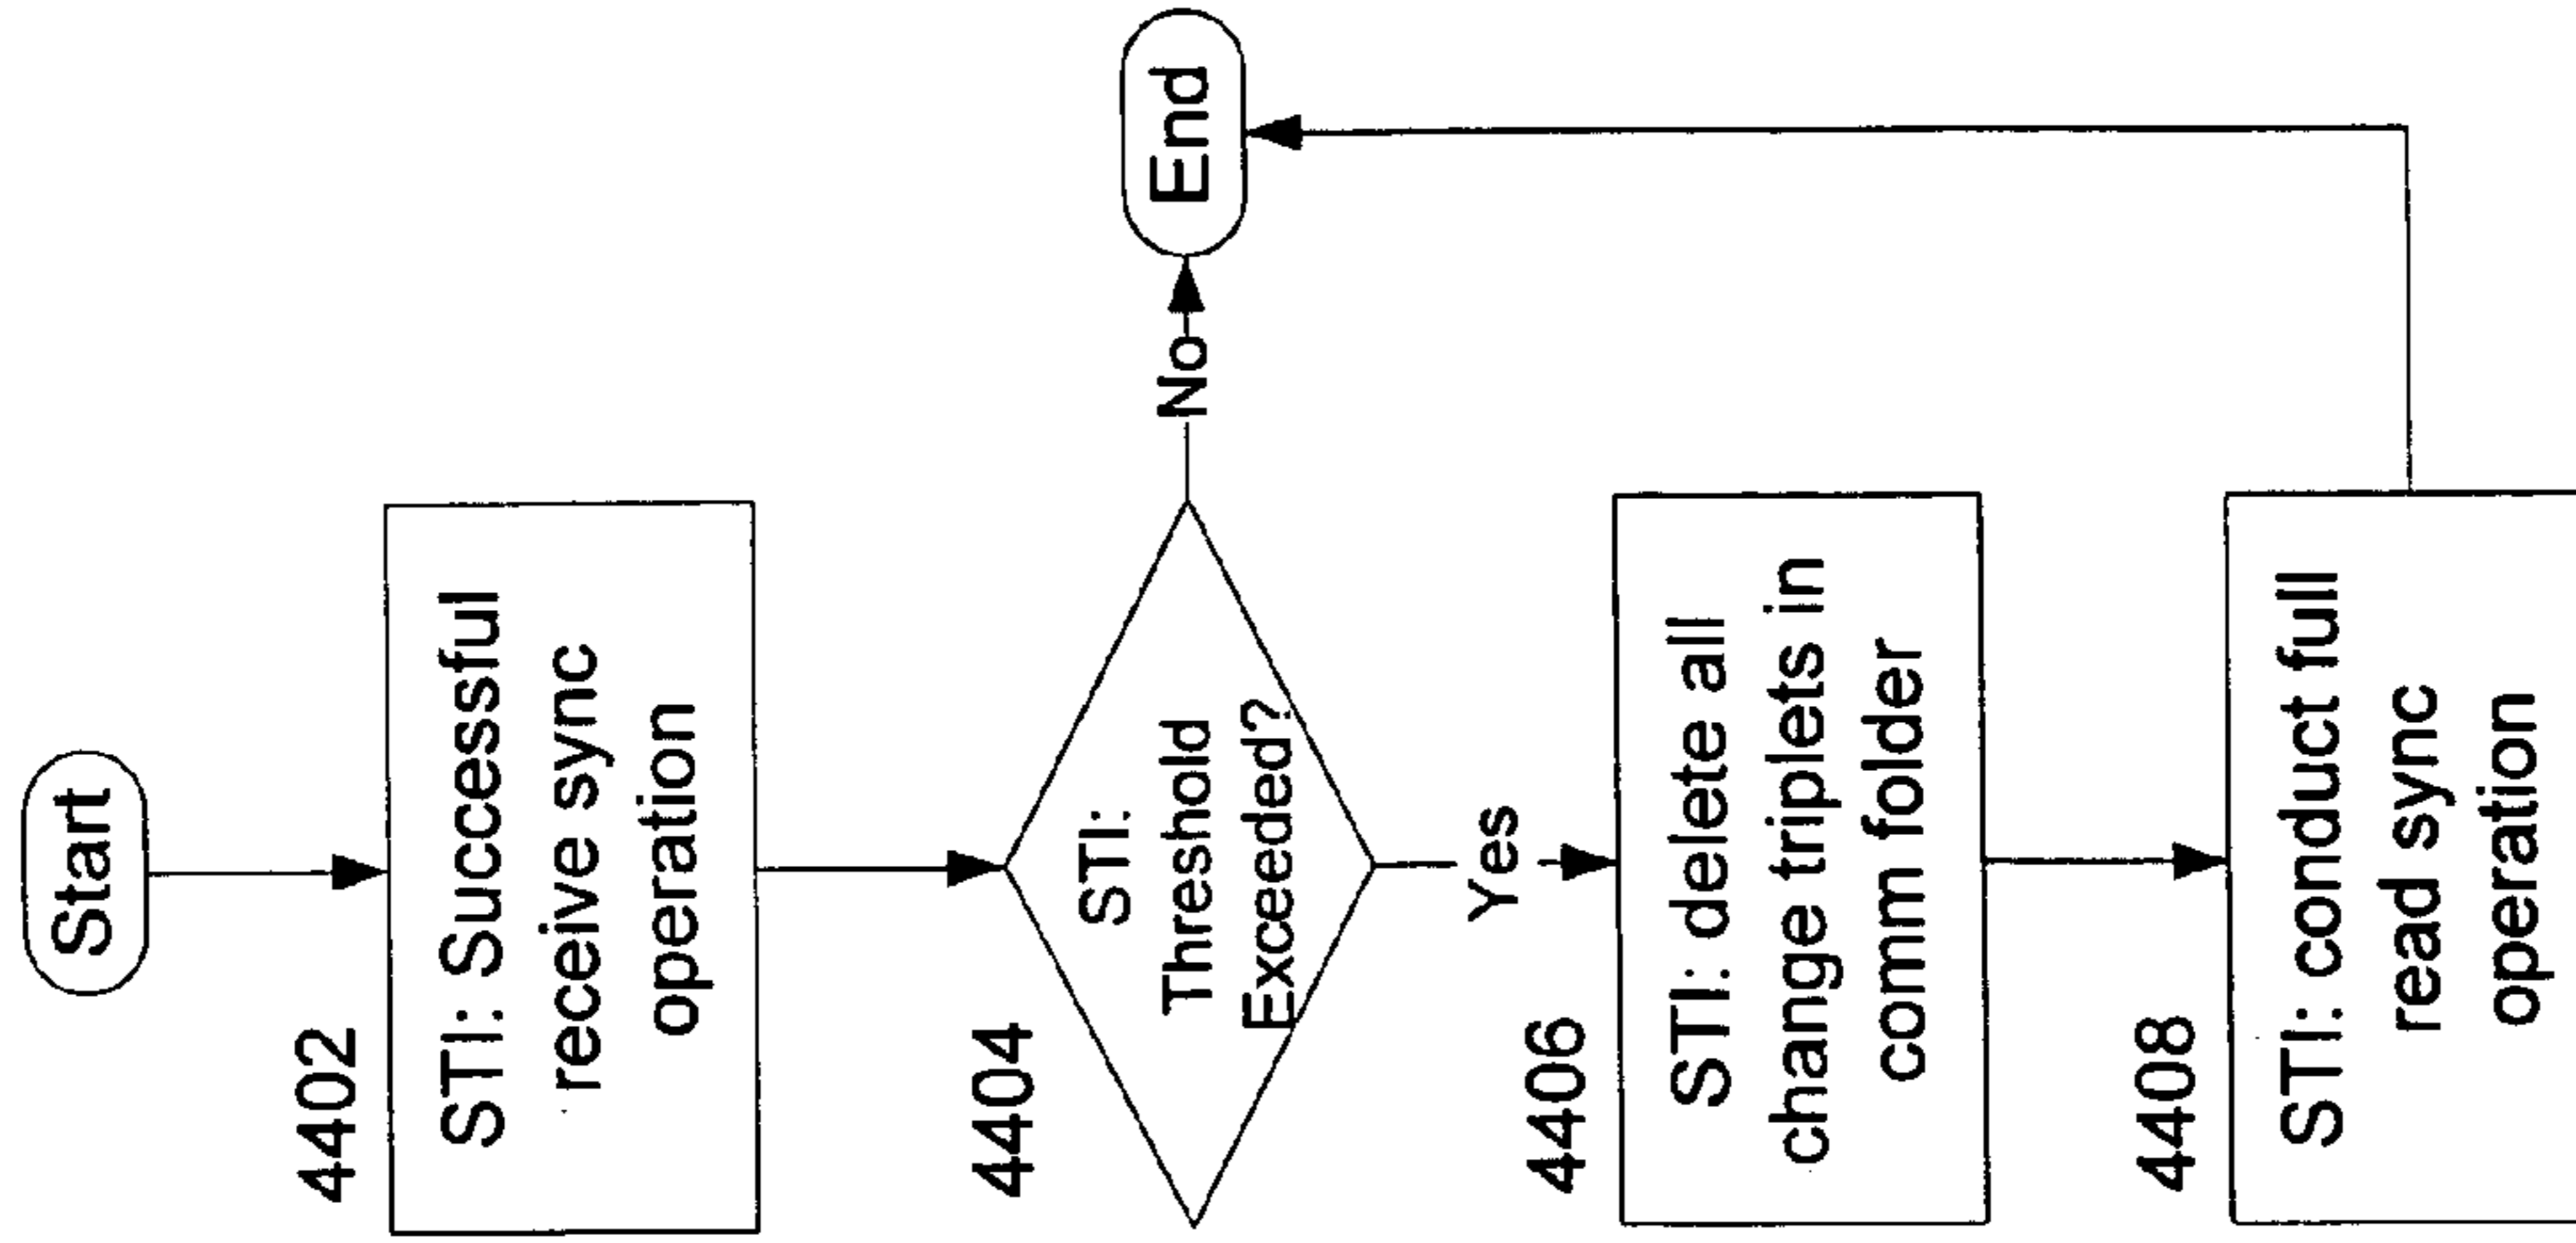 Start
4402
STI: Successful
receive sync
operation
4404
STI:
Threshold
Exceeded?
No
End
Yes
4406
STI: delete all
change triplets in
comm folder
4408
STI: conduct full
read sync
operation